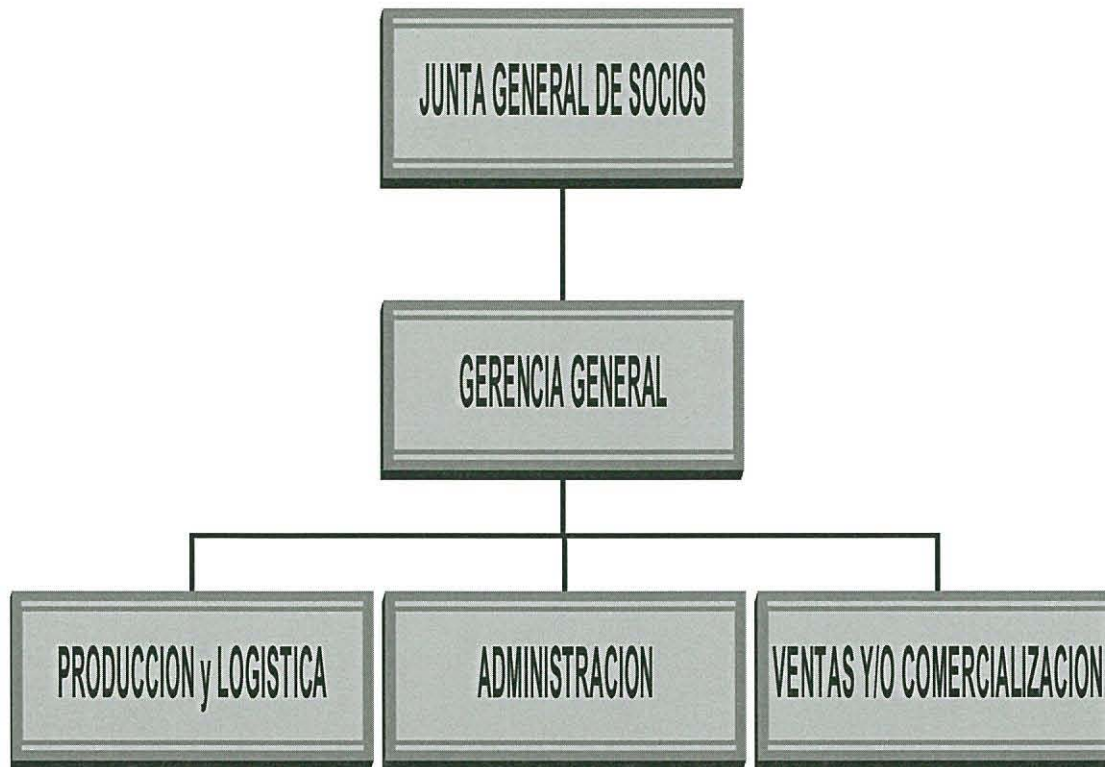 JUNTA GENERAL DE SOCIOS
GERENCIA GENERAL
PRODUCCION y LOGISTICA
ADMINISTRACION
VENTAS Y/O COMERCIALIZACION